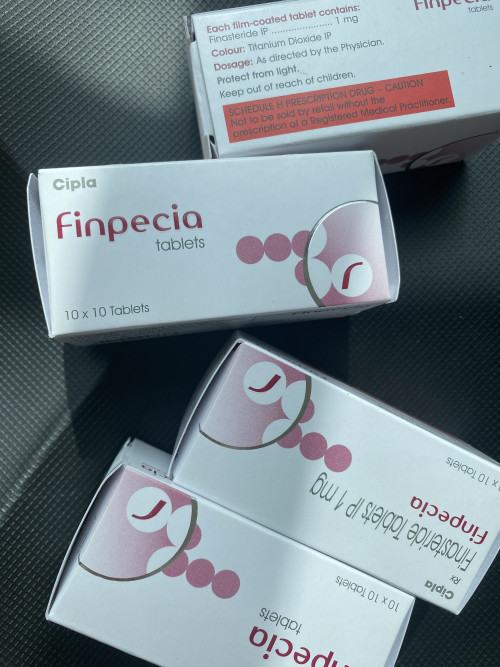 Finpecia
tablets
Each film-coated tablet contains:
Finasteride IP ...................... 1 mg
Colour: Titanium Dioxide IP
Dosage: As directed by the Physician.
Protect from light.
Keep out of reach of children.
SCHEDULE H PRESCRIPTION DRUG - CAUTION
Not to be sold by retail without the
prescription of a Registered Medical Practitioner.
Cipla
Finpecia
tablets
10 x 10 Tablets
Rx
Cipla
Finasteride Tablets IP 1 mg
Finpecia
10 x 10 Tablets
Finpecia
tablets
10 x 10 Tablets